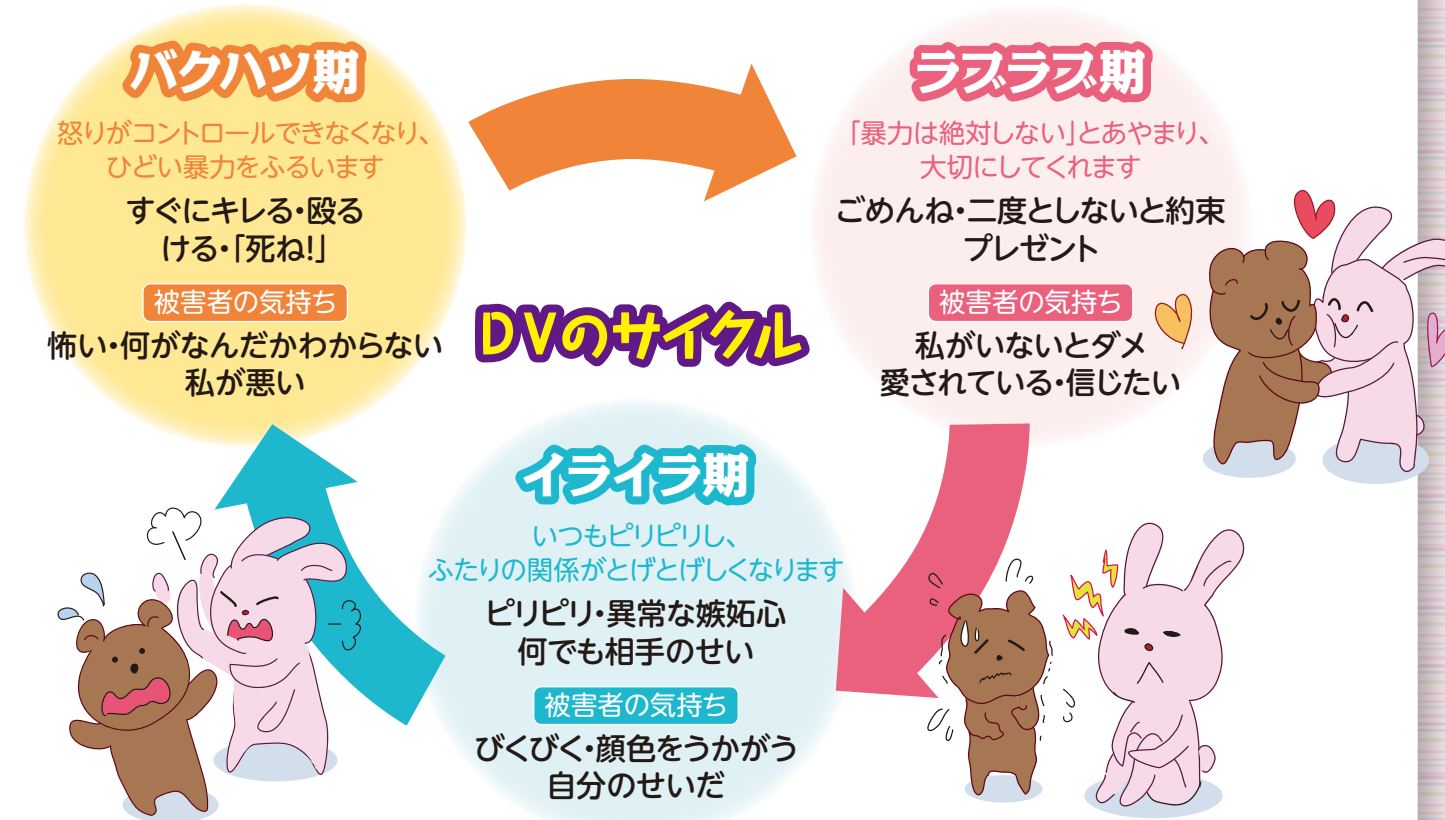 バクハツ期
怒りがコントロールできなくなり、
ひどい暴力をふるいます
すぐにキレる・殴る
ける・「死ね!」
被害者の気持ち
怖い・何がなんだかわからない
私が悪い
ラブラブ期
「暴力は絶対しない」とあやまり、
大切にしてくれます
ごめんね・二度としないと約束
プレゼント
被害者の気持ち
私がいないとダメ
愛されている・信じたい
DVのサイクル
イライラ期
いつもピリピリし、
ふたりの関係がとげとげしくなります
ピリピリ・異常な嫉妬心
何でも相手のせい
被害者の気持ち
びくびく・顔色をうかがう
自分のせいだ